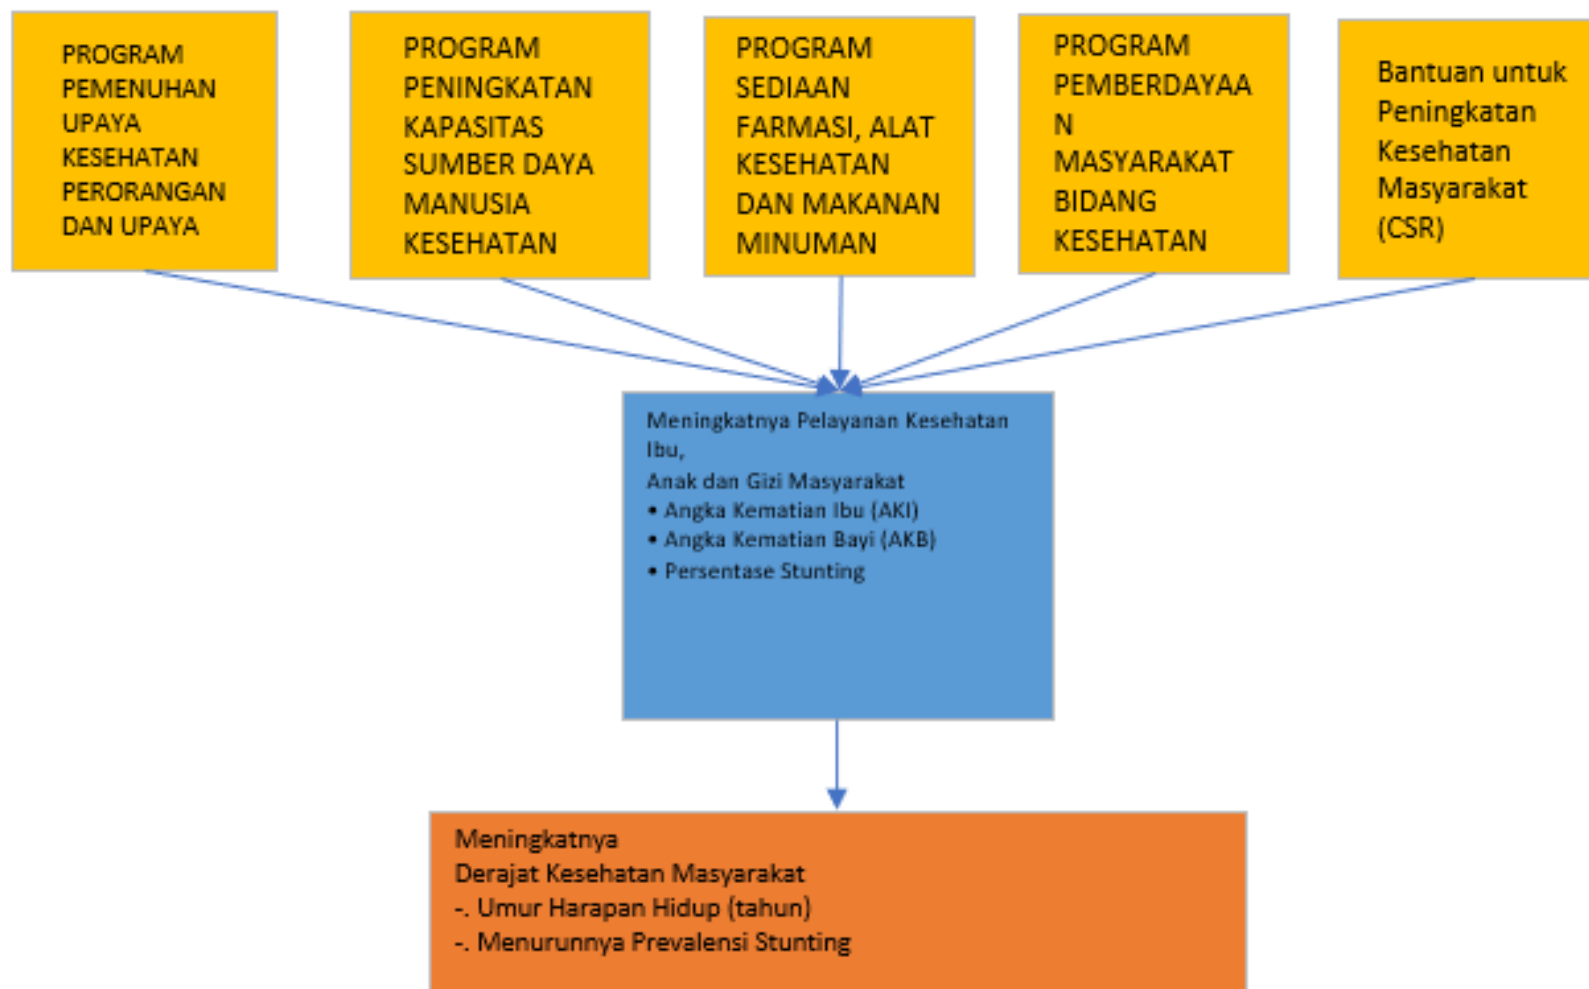 PROGRAM
PEMENUHAN
UPAYA
KESEHATAN
PERORANGAN
DAN UPAYA
PROGRAM
PENINGKATAN
KAPASITAS
SUMBER DAYA
MANUSIA
KESEHATAN
PROGRAM
SEDIAAN
FARMASI, ALAT
KESEHATAN
DAN MAKANAN
MINUMAN
PROGRAM
PEMBERDAYAA
N
MASYARAKAT
BIDANG
KESEHATAN
Bantuan untuk
Peningkatan
Kesehatan
Masyarakat
(CSR)
Meningkatnya Pelayanan Kesehatan
Ibu,
Anak dan Gizi Masyarakat
• Angka Kematian Ibu (AKI)
• Angka Kematian Bayi (AKB)
• Persentase Stunting
Meningkatnya
Derajat Kesehatan Masyarakat
-. Umur Harapan Hidup (tahun)
-. Menurunnya Prevalensi Stunting